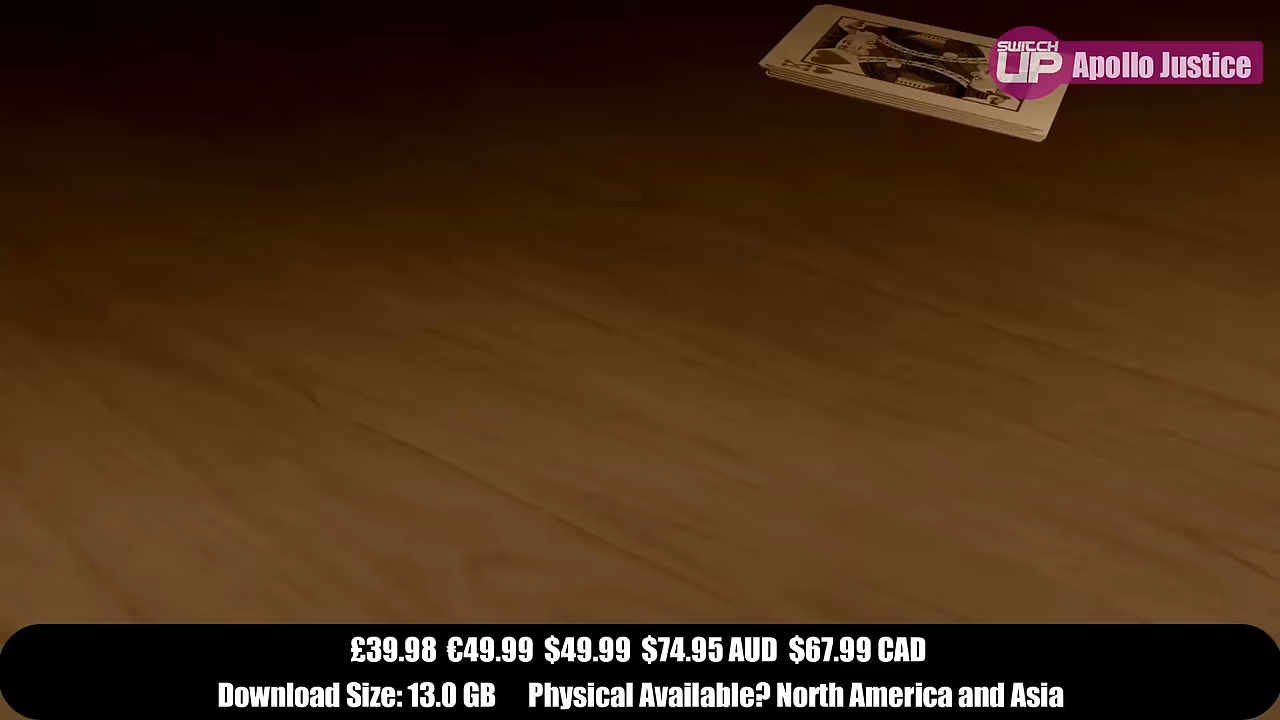 SWITCH
UP
Apollo Justice
£39.98 €49.99 $49.99 $74.95 AUD $67.99 CAD
Download Size: 13.0 GB Physical Available? North America and Asia